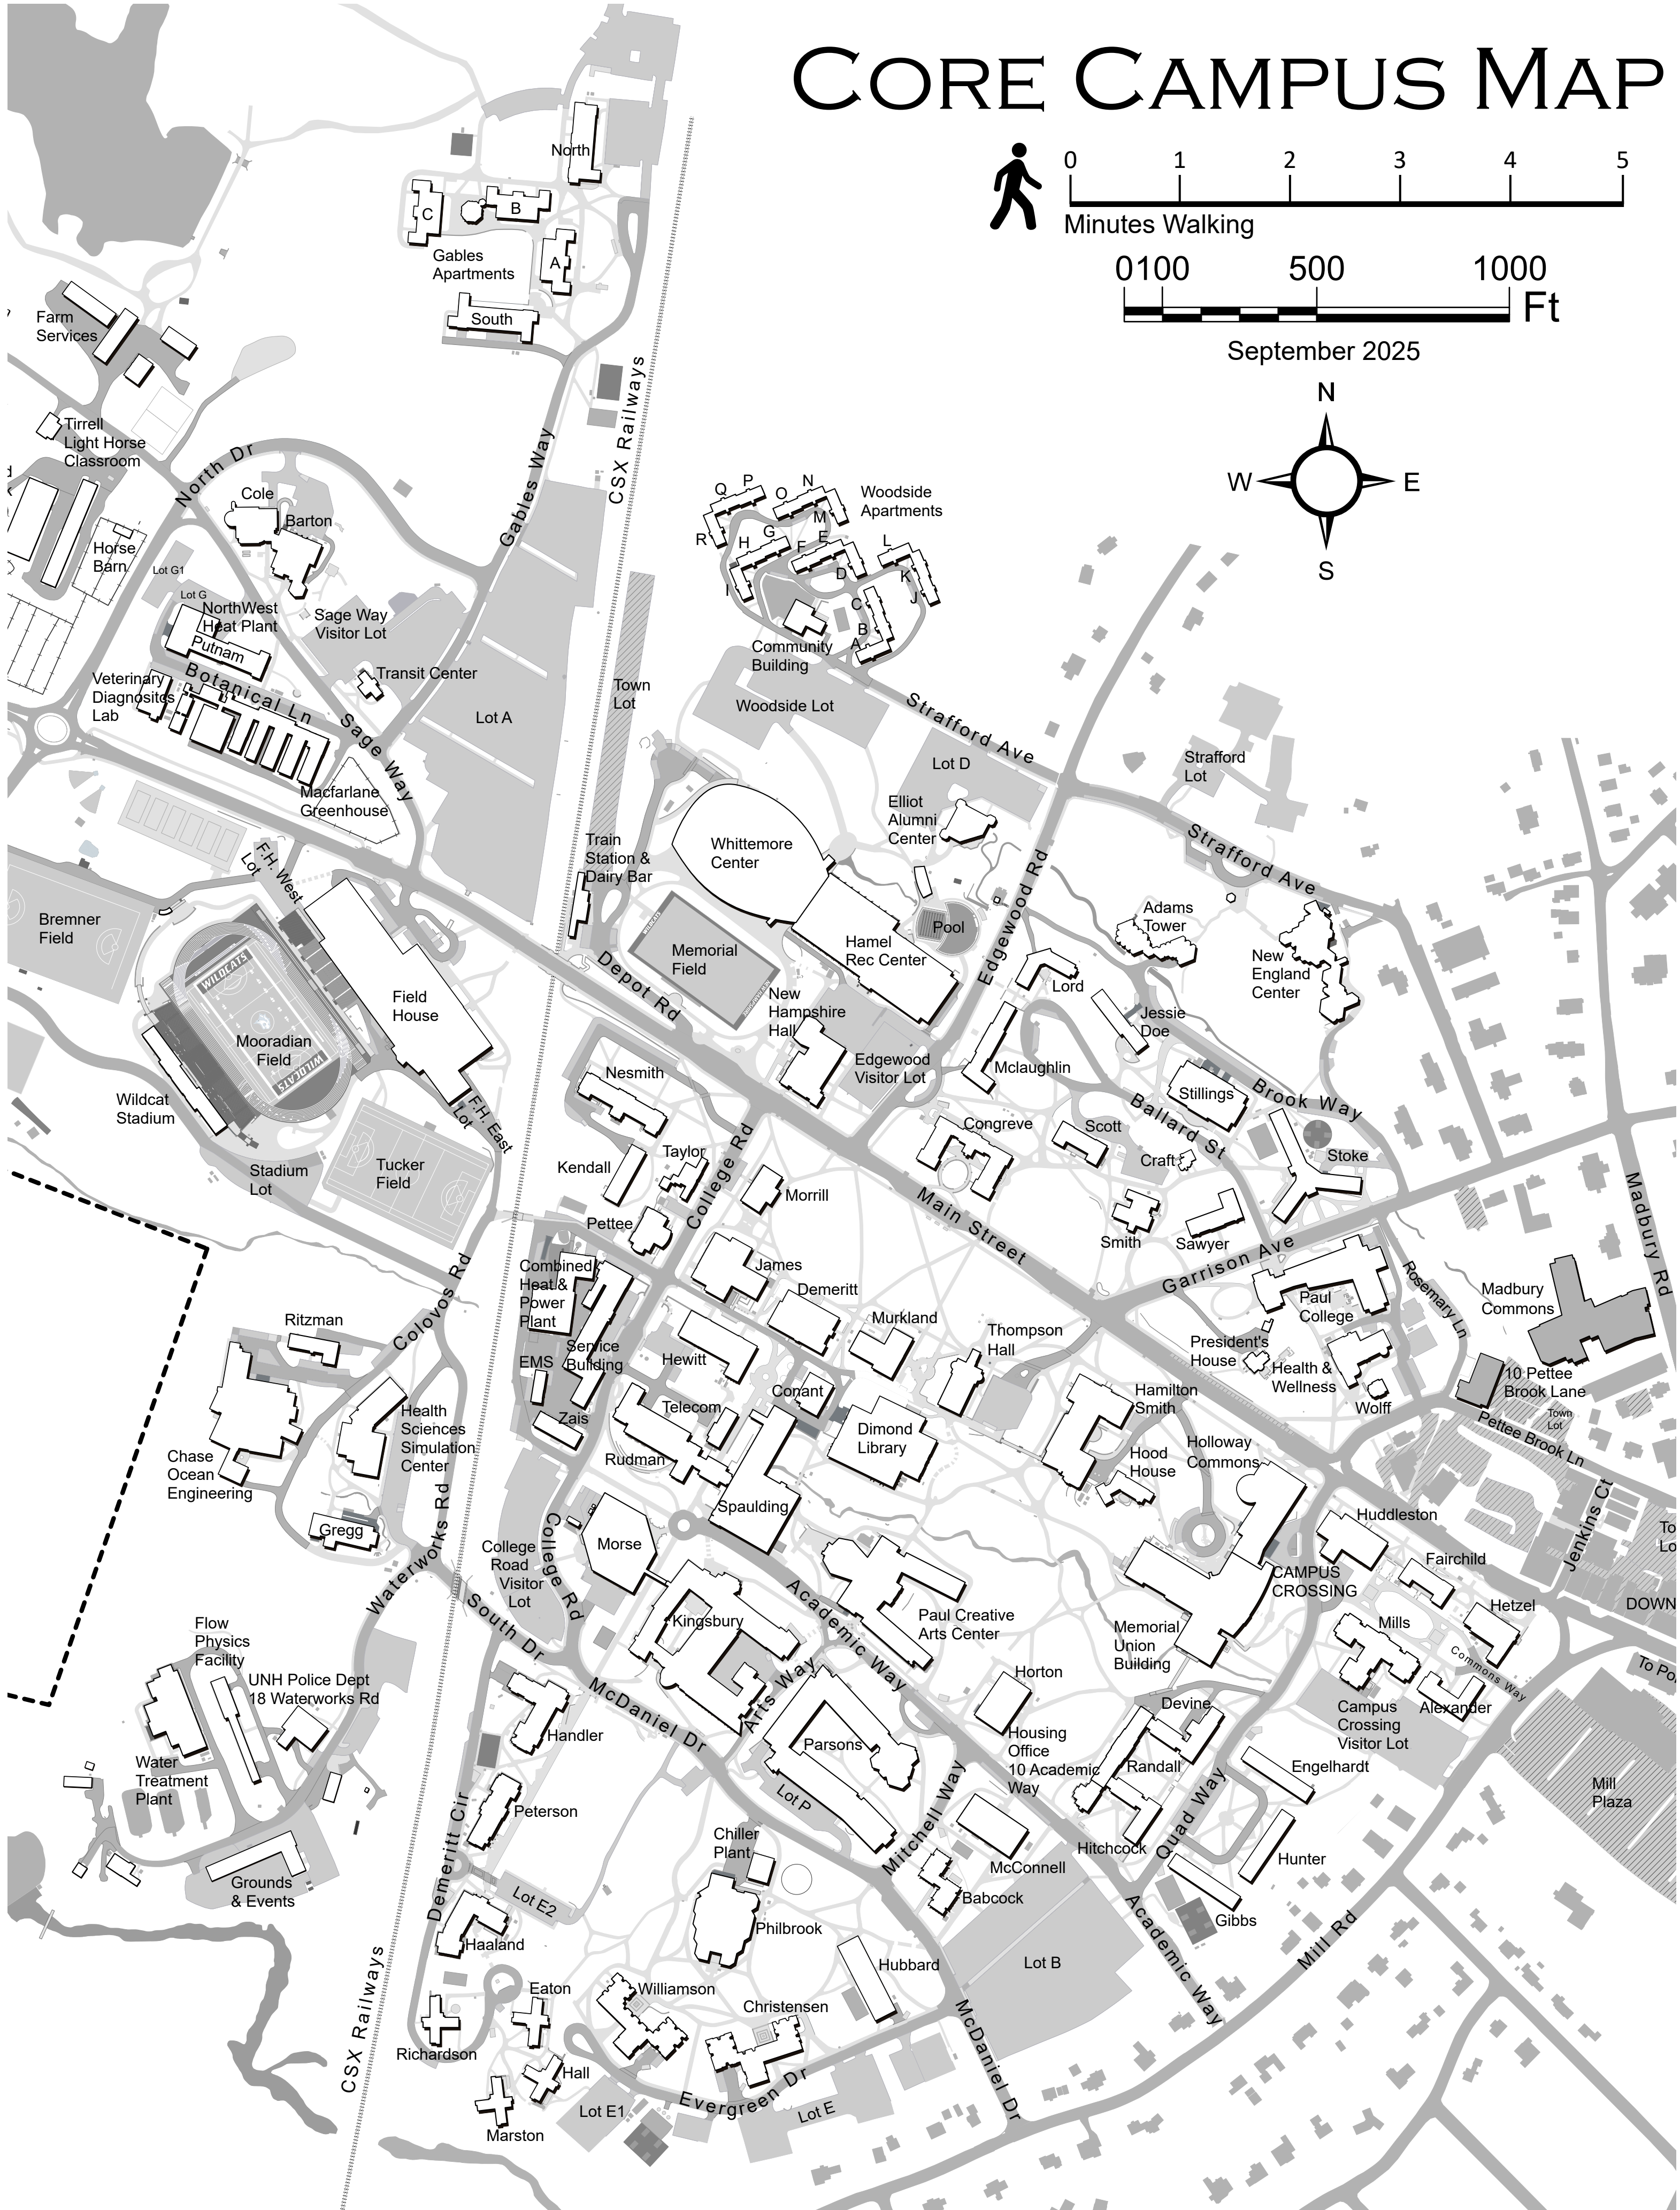 CORE CAMPUS MAP
0 1 2 3 4 5
Minutes Walking
0100 500 1000
Ft
September 2025
N
W E
S
North
C
B
A
Gables
Apartments
South
Farm
Services
CSX Railways
Tirrell
Light Horse
Classroom
North Dr
Gables Way
Cole
Barton
Horse
Barn
Lot G1
Lot G
NorthWest
Heat Plant
Putnam
Sage Way
Visitor Lot
Transit Center
Veterinary
Diagnositcs
Lab
Botanical Ln
Sage Way
Lot A
Town
Lot
Macfarlane
Greenhouse
Q P O N
M
R H G F E L
D K
I C J
B
A
Woodside
Apartments
Community
Building
Woodside Lot
Strafford Ave
Lot D
Strafford
Lot
Elliot
Alumni
Center
Strafford Ave
Whittemore
Center
Train
Station &
Dairy Bar
F.H. West
Lot
Bremner
Field
WILDCATS
Mooradian
Field
WILDCATS
Field
House
Wildcat
Stadium
Stadium
Lot
Tucker
Field
F.H. East
Lot
Memorial
Field
Depot Rd
Hamel
Rec Center
Pool
Edgewood Rd
New
Hampshire
Hall
Edgewood
Visitor Lot
Adams
Tower
New
England
Center
Lord
Jessie
Doe
Mclaughlin
Stillings
Brook Way
Ballard St
Nesmith
Kendall
Taylor
College Rd
Morrill
Pettee
Congreve
Scott
Craft
Stoke
Smith
Sawyer
Main Street
Garrison Ave
Madbury Rd
Rosemary Ln
Madbury
Commons
Combined
Heat &
Power
Plant
James
Demeritt
Murkland
Thompson
Hall
Paul
College
President's
House
Health &
Wellness
Wolff
10 Pettee
Brook Lane
Town
Lot
Pettee Brook Ln
Colovos Rd
Ritzman
EMS
Service
Building
Hewitt
Conant
Zais
Telecom
Dimond
Library
Hamilton
Smith
Hood
House
Holloway
Commons
Health
Sciences
Simulation
Center
Chase
Ocean
Engineering
Gregg
Rudman
Spaulding
Huddleston
Jenkins Ct
To
Lo
Fairchild
Morse
College
Road
Visitor
Lot
College Rd
Waterworks Rd
CAMPUS
CROSSING
DOWN
Hetzel
Mills
Commons Way
To Po
South Dr
Kingsbury
Academic Way
Paul Creative
Arts Center
Memorial
Union
Building
Flow
Physics
Facility
UNH Police Dept
18 Waterworks Rd
Water
Treatment
Plant
Handler
McDaniel Dr
Arts Way
Parsons
Horton
Housing
Office
10 Academic
Way
Devine
Randall
Campus
Crossing
Visitor Lot
Alexander
Engelhardt
Mill
Plaza
Lot P
Mitchell Way
Peterson
Chiller
Plant
McConnell
Hitchcock
Quad Way
Hunter
Babcock
Gibbs
Grounds
& Events
Demeritt Cir
Lot E2
Haaland
Philbrook
Hubbard
Lot B
Academic Way
Mill Rd
CSX Railways
Eaton
Williamson
Christensen
Richardson
Hall
Marston
Lot E1
Evergreen Dr
Lot E
McDaniel Dr